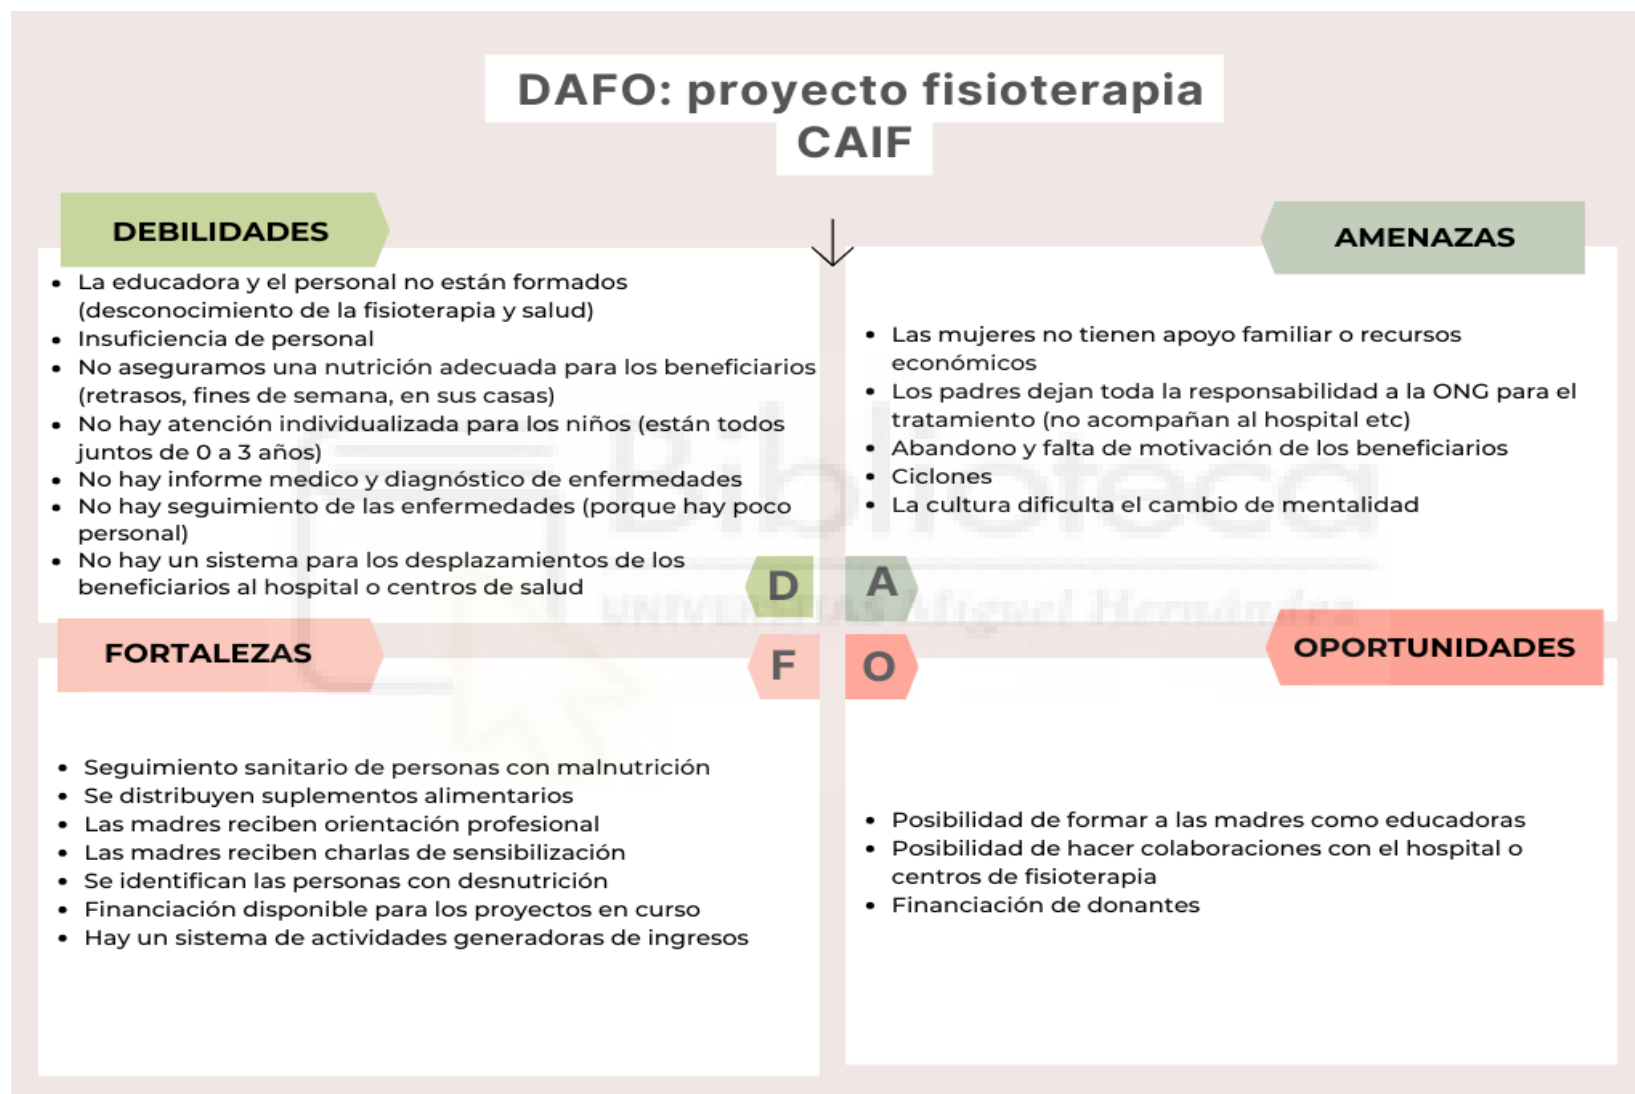 DAFO: proyecto fisioterapia
CAIF
DEBILIDADES
• La educadora y el personal no están formados
(desconocimiento de la fisioterapia y salud)
• Insuficiencia de personal
• No aseguramos una nutrición adecuada para los beneficiarios
(retrasos, fines de semana, en sus casas)
• No hay atención individualizada para los niños (están todos
juntos de 0 a 3 años)
• No hay informe medico y diagnóstico de enfermedades
• No hay seguimiento de las enfermedades (porque hay poco
personal)
• No hay un sistema para los desplazamientos de los
beneficiarios al hospital o centros de salud
AMENAZAS
• Las mujeres no tienen apoyo familiar o recursos
económicos
• Los padres dejan toda la responsabilidad a la ONG para el
tratamiento (no acompañan al hospital etc)
• Abandono y falta de motivación de los beneficiarios
• Ciclones
• La cultura dificulta el cambio de mentalidad
D
A
F
O
FORTALEZAS
• Seguimiento sanitario de personas con malnutrición
• Se distribuyen suplementos alimentarios
• Las madres reciben orientación profesional
• Las madres reciben charlas de sensibilización
• Se identifican las personas con desnutrición
• Financiación disponible para los proyectos en curso
• Hay un sistema de actividades generadoras de ingresos
OPORTUNIDADES
• Posibilidad de formar a las madres como educadoras
• Posibilidad de hacer colaboraciones con el hospital o
centros de fisioterapia
• Financiación de donantes
Biblioteca
UNIVERSITAS Miguel Hernández